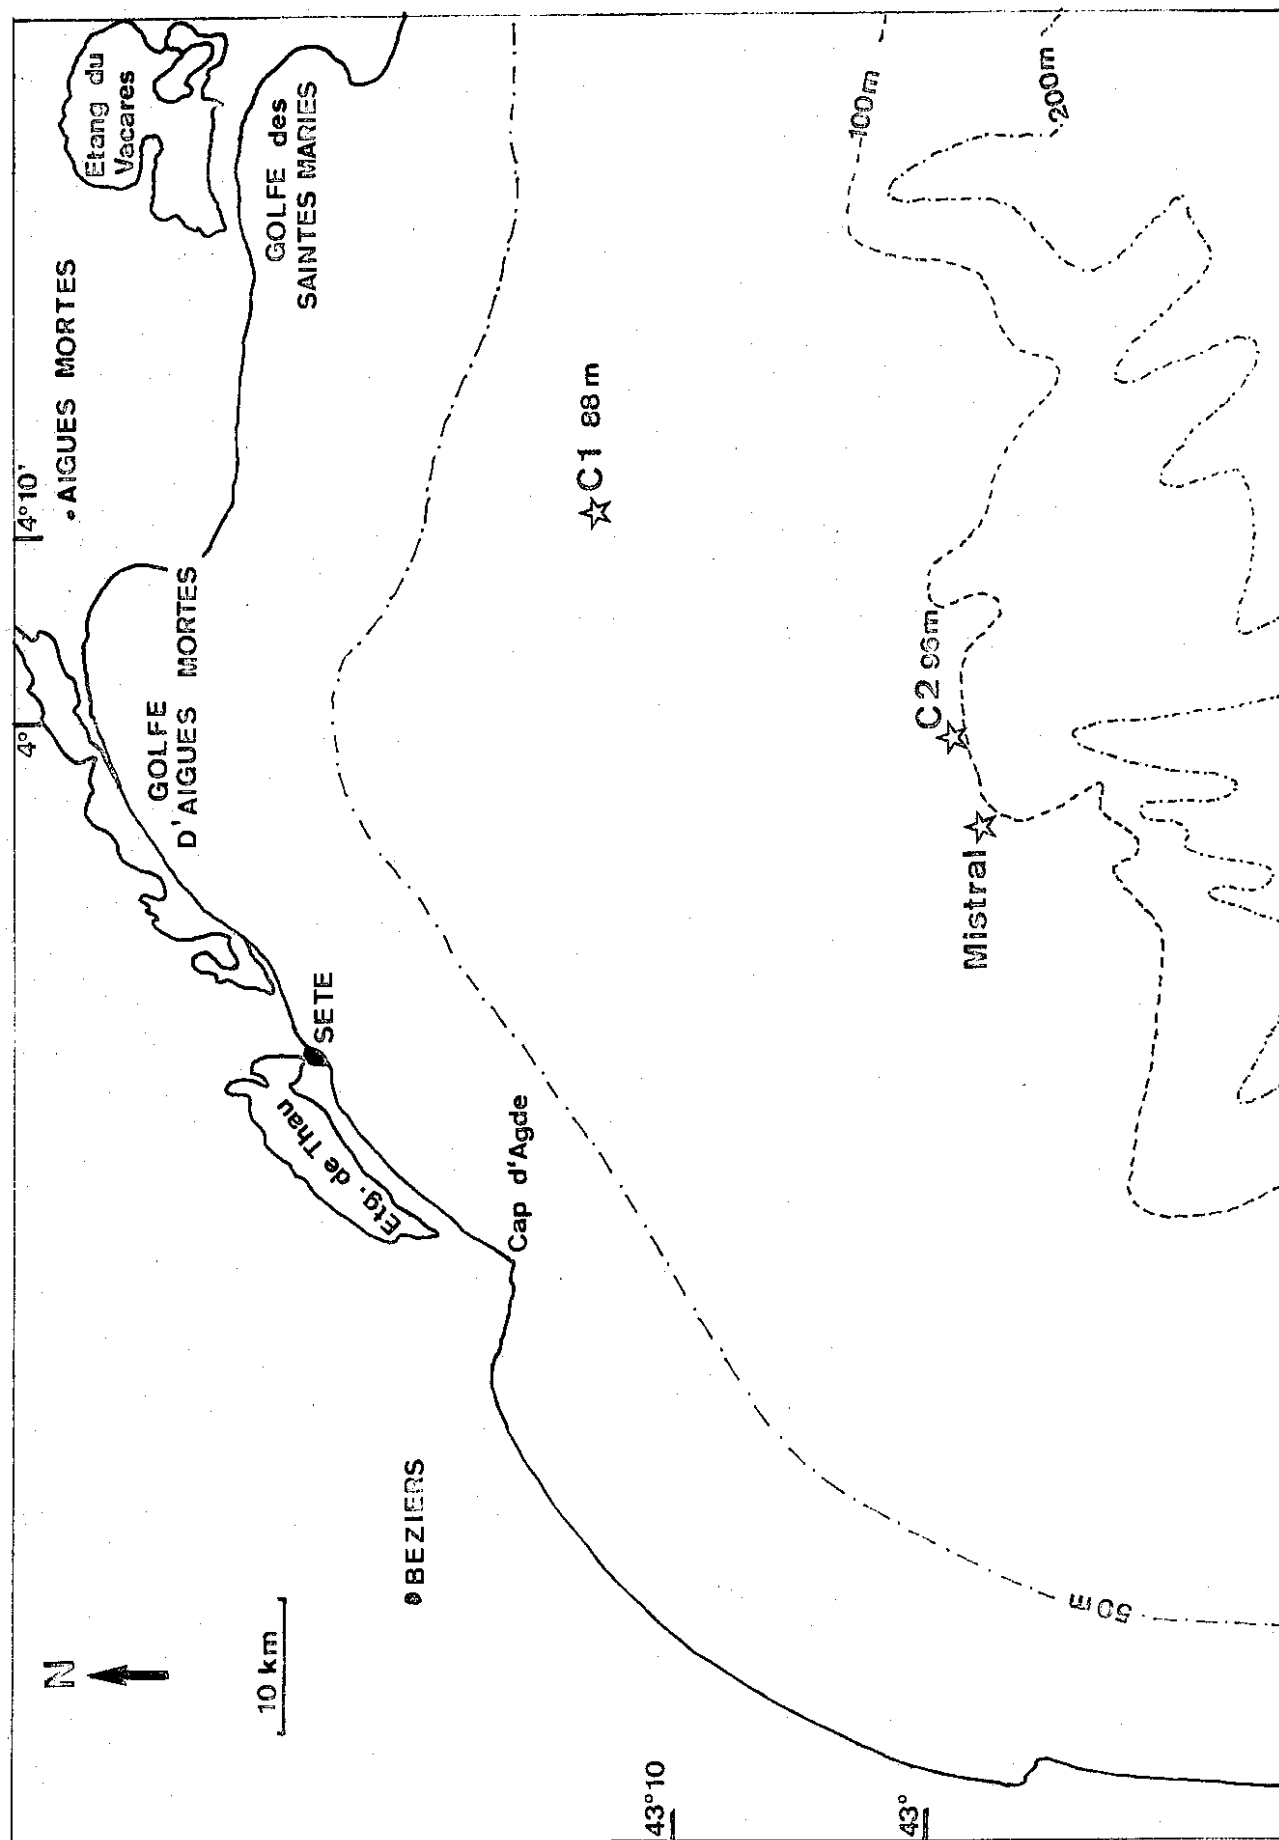 4°
4°10'
AIGUES MORTES
Etang du
Vacares
N
GOLFE
D'AIGUES MORTES
GOLFE des
SAINTES MARIES
10 km
SETE
Etg. de Thau
BEZIERS
Cap d'Agde
C1 88m
43°10
100m
C2 96m
43°
Mistral
200m
50m